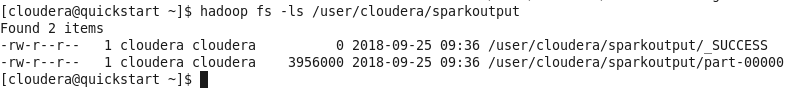 [cloudera@quickstart ~]$ hadoop fs -ls /user/cloudera/sparkoutput
Found 2 items
-rw-r--r--   1 cloudera cloudera          0 2018-09-25 09:36 /user/cloudera/sparkoutput/_SUCCESS
-rw-r--r--   1 cloudera cloudera    3956000 2018-09-25 09:36 /user/cloudera/sparkoutput/part-00000
[cloudera@quickstart ~]$